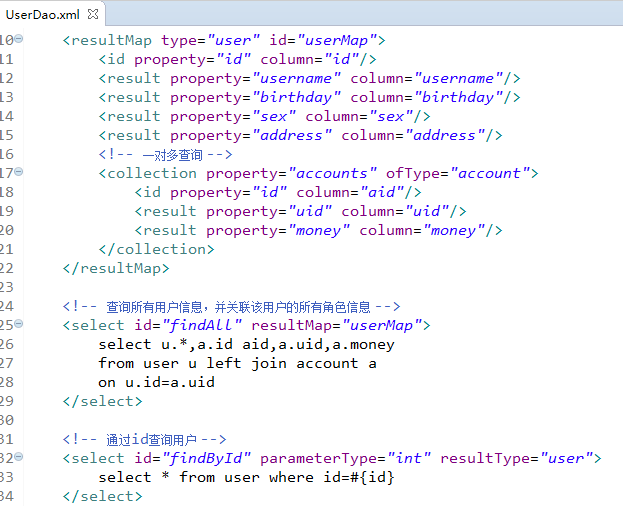 UserDao.xml
10 <resultMap type="user" id="userMap">
11 <id property="id" column="id"/>
12 <result property="username" column="username"/>
13 <result property="birthday" column="birthday"/>
14 <result property="sex" column="sex"/>
15 <result property="address" column="address"/>
16 <!-- 一对多查询 -->
17 <collection property="accounts" ofType="account">
18 <id property="id" column="aid"/>
19 <result property="uid" column="uid"/>
20 <result property="money" column="money"/>
21 </collection>
22 </resultMap>
23
24 <!-- 查询所有用户信息，并关联该用户的所有角色信息 -->
25 <select id="findAll" resultMap="userMap">
26 select u.*,a.id aid,a.uid,a.money
27 from user u left join account a
28 on u.id=a.uid
29 </select>
30
31 <!-- 通过id查询用户 -->
32 <select id="findById" parameterType="int" resultType="user">
33 select * from user where id=#{id}
34 </select>